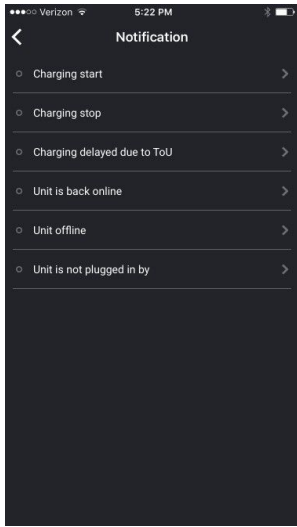 Verizon 5:22 PM
Notification
Charging start
Charging stop
Charging delayed due to ToU
Unit is back online
Unit offline
Unit is not plugged in by